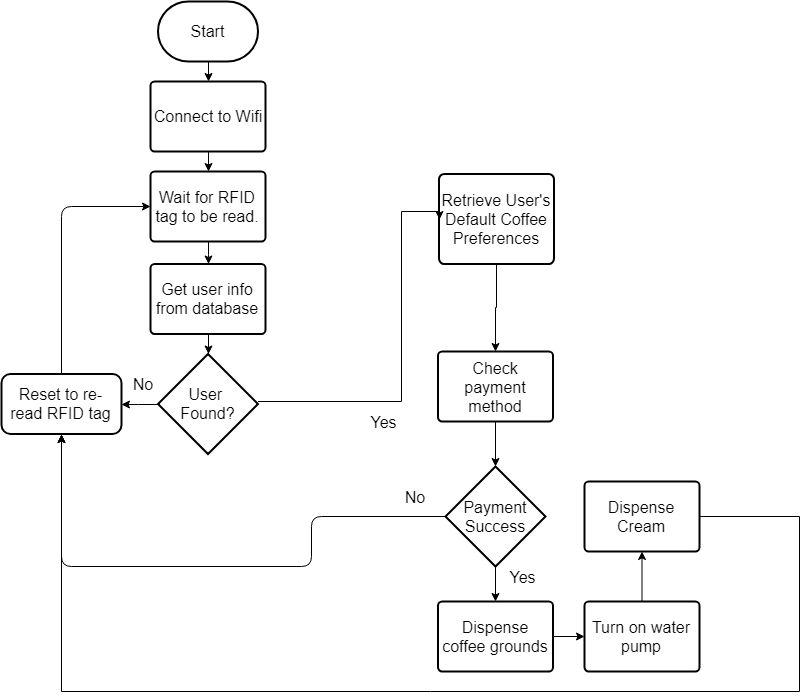 Start
Connect to Wifi
Wait for RFID
tag to be read.
Get user info
from database
User
Found?
No
Reset to re-
read RFID tag
Yes
Retrieve User's
Default Coffee
Preferences
Check
payment
method
Payment
Success
No
Yes
Dispense
coffee grounds
Turn on water
pump
Dispense
Cream